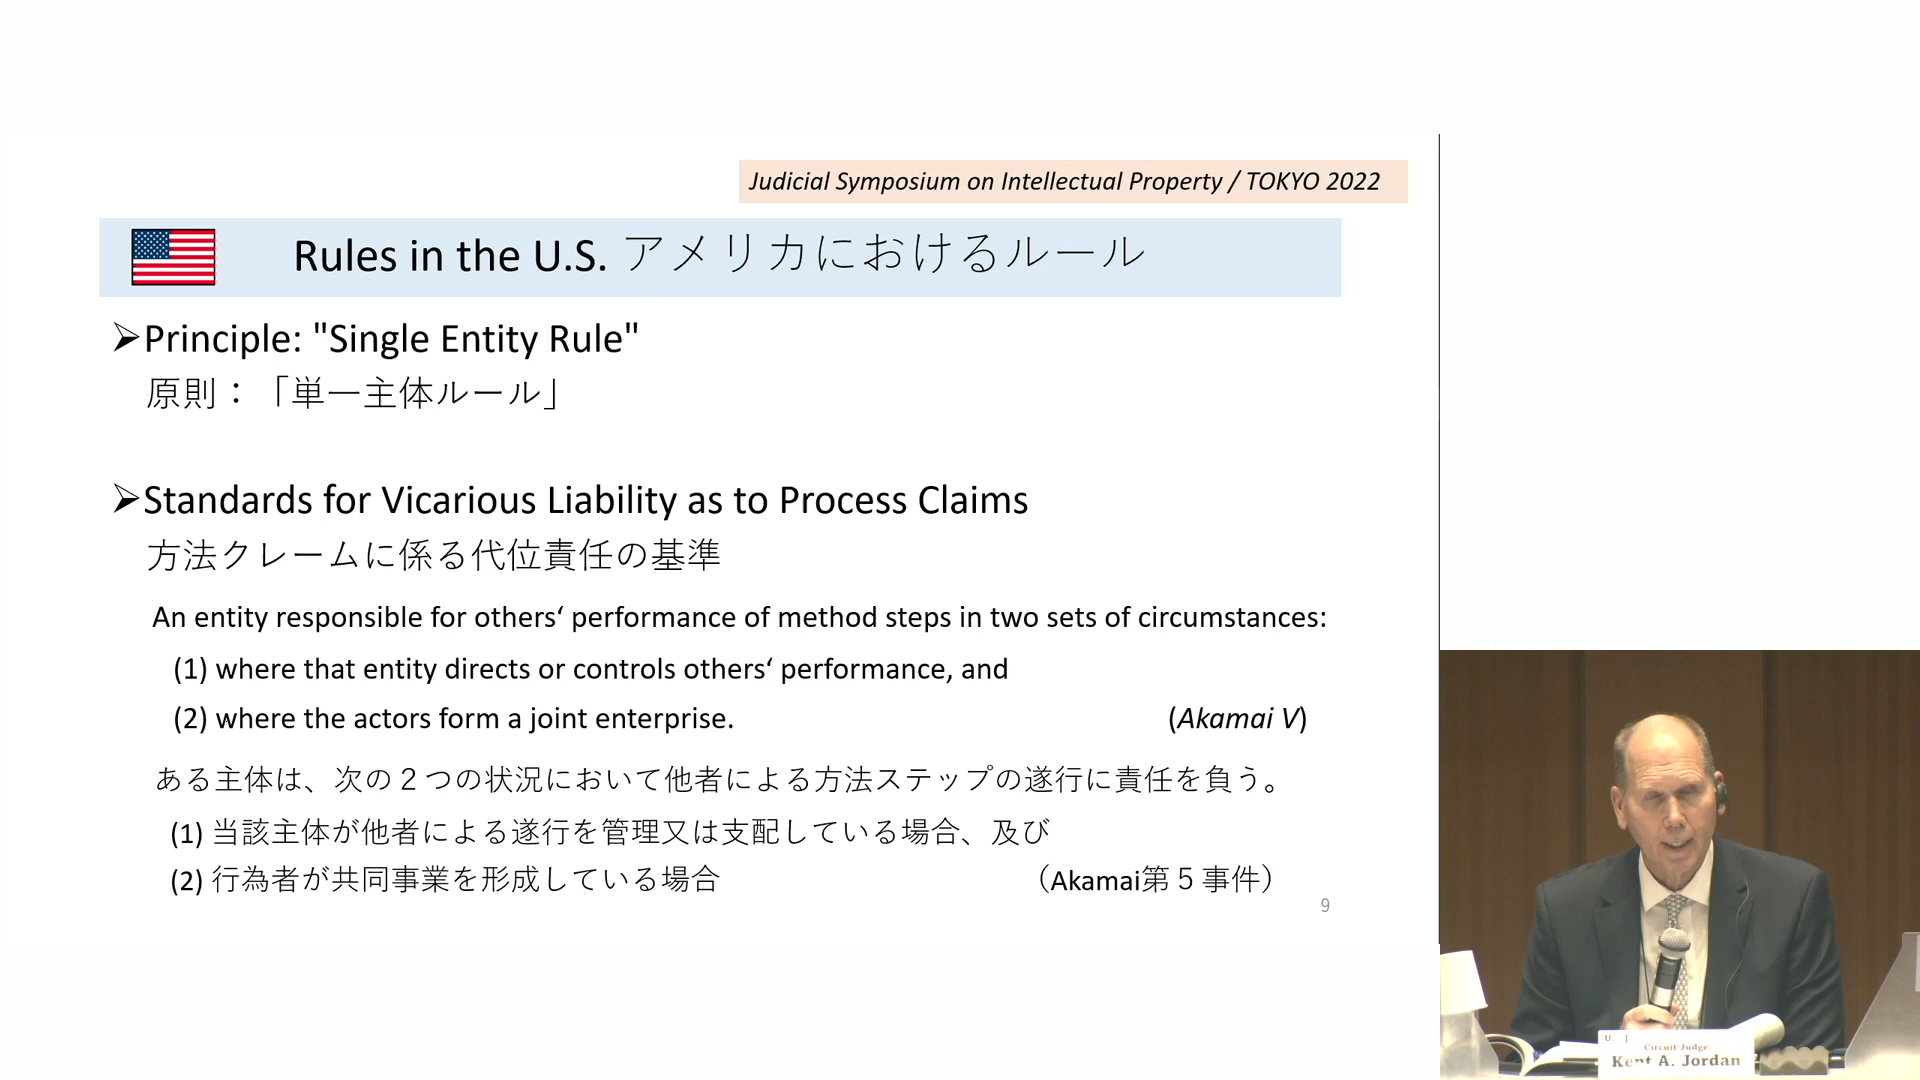 Judicial Symposium on Intellectual Property / TOKYO 2022
Rules in the U.S. アメリカにおけるルール
➢Principle: "Single Entity Rule"
原則：「単一主体ルール」
➢Standards for Vicarious Liability as to Process Claims
方法クレームに係る代位責任の基準
An entity responsible for others‘ performance of method steps in two sets of circumstances:
(1) where that entity directs or controls others‘ performance, and
(2) where the actors form a joint enterprise. (Akamai V)
ある主体は、次の２つの状況において他者による方法ステップの遂行に責任を負う。
(1) 当該主体が他者による遂行を管理又は支配している場合、及び
(2) 行為者が共同事業を形成している場合 （Akamai第５事件）
9
Circuit Judge
Kent A. Jordan